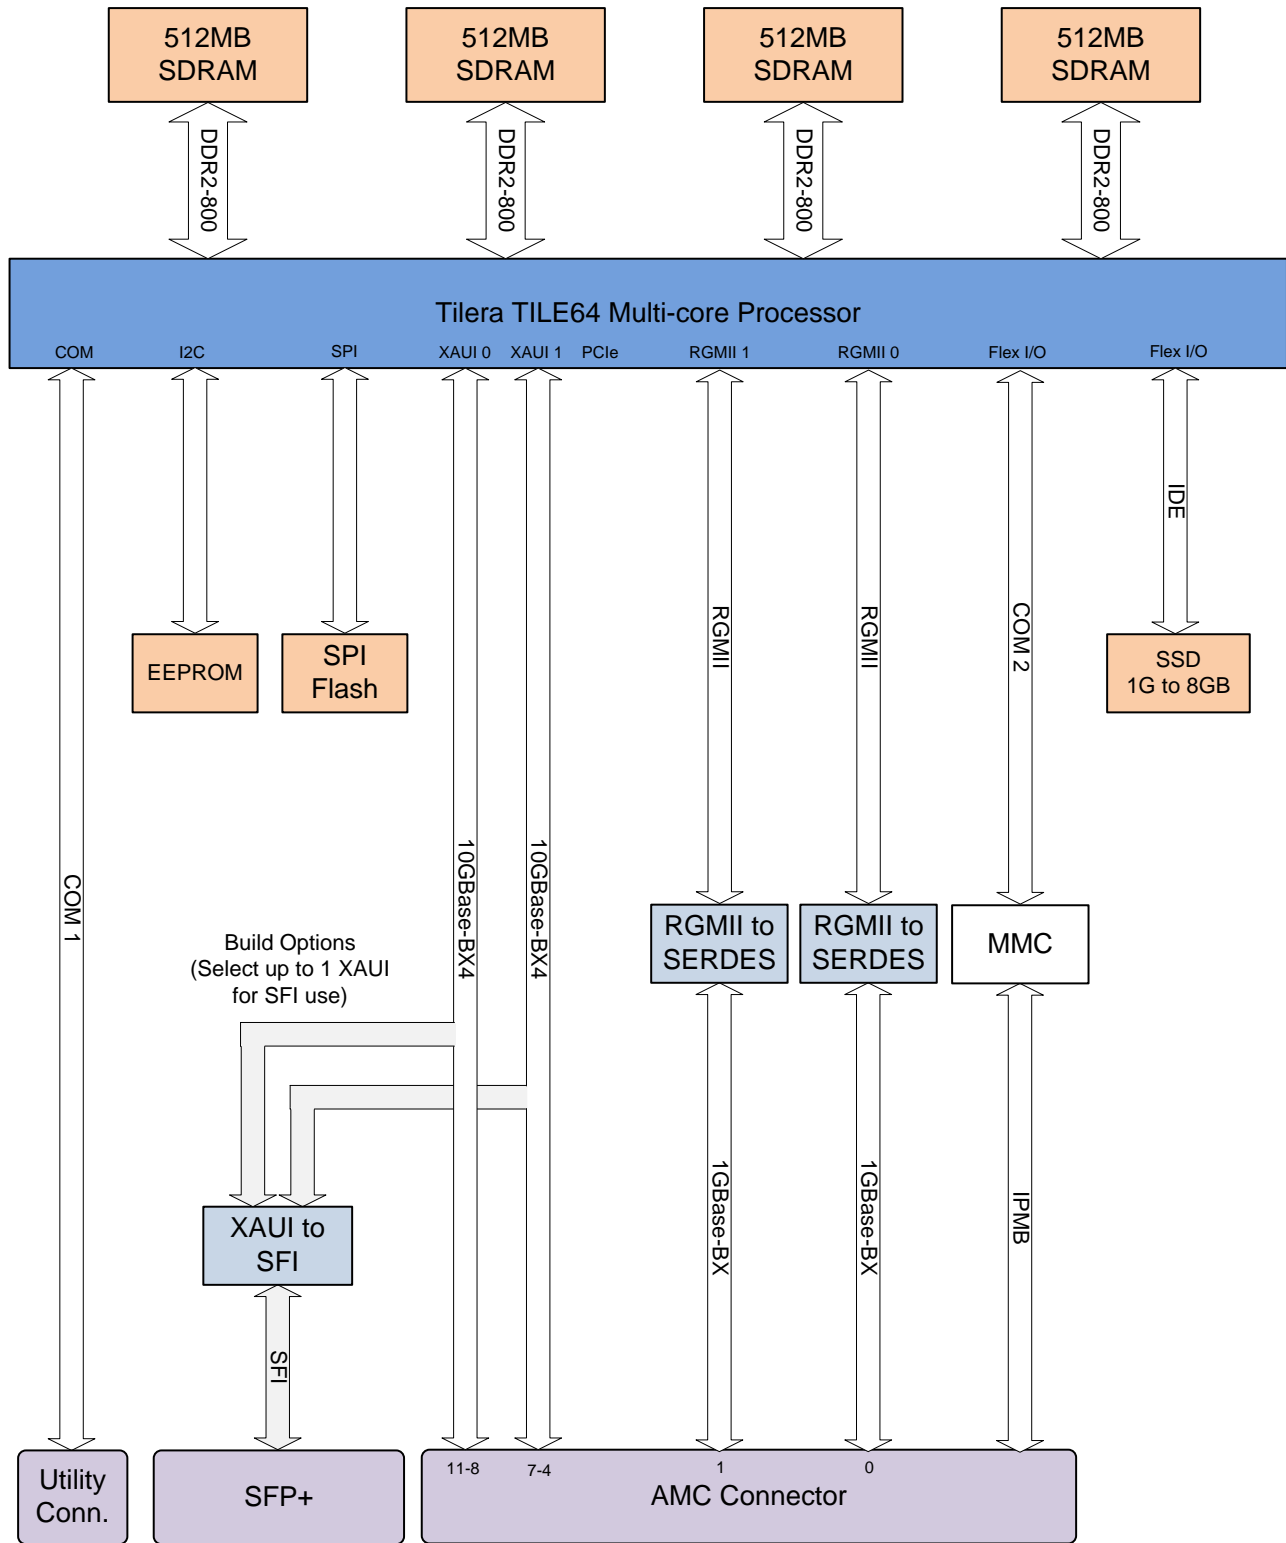 512MB
SDRAM
512MB
SDRAM
512MB
SDRAM
512MB
SDRAM
DDR2-800
DDR2-800
DDR2-800
DDR2-800
Tilera TILE64 Multi-core Processor
COM
I2C
SPI
XAUI 0
XAUI 1
PCIe
RGMII 1
RGMII 0
Flex I/O
Flex I/O
IDE
RGMII
RGMII
COM 2
EEPROM
SPI
Flash
SSD
1G to 8GB
COM 1
10GBase-BX4
10GBase-BX4
Build Options
(Select up to 1 XAUI
for SFI use)
RGMII to
SERDES
RGMII to
SERDES
MMC
1GBase-BX
1GBase-BX
IPMB
XAUI to
SFI
SFI
Utility
Conn.
SFP+
11-8
7-4
1
0
AMC Connector